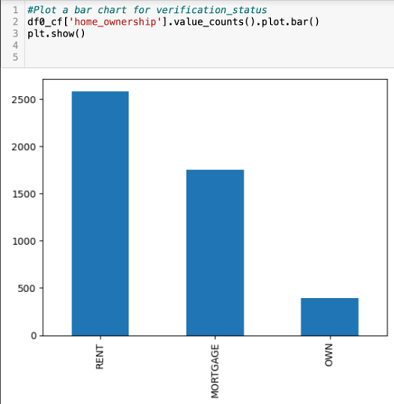 1 #Plot a bar chart for verification_status
2 df0_cf['home_ownership'].value_counts().plot.bar()
3 plt.show()
4
5
2500
2000
1500
1000
500
0
RENT
MORTGAGE
OWN